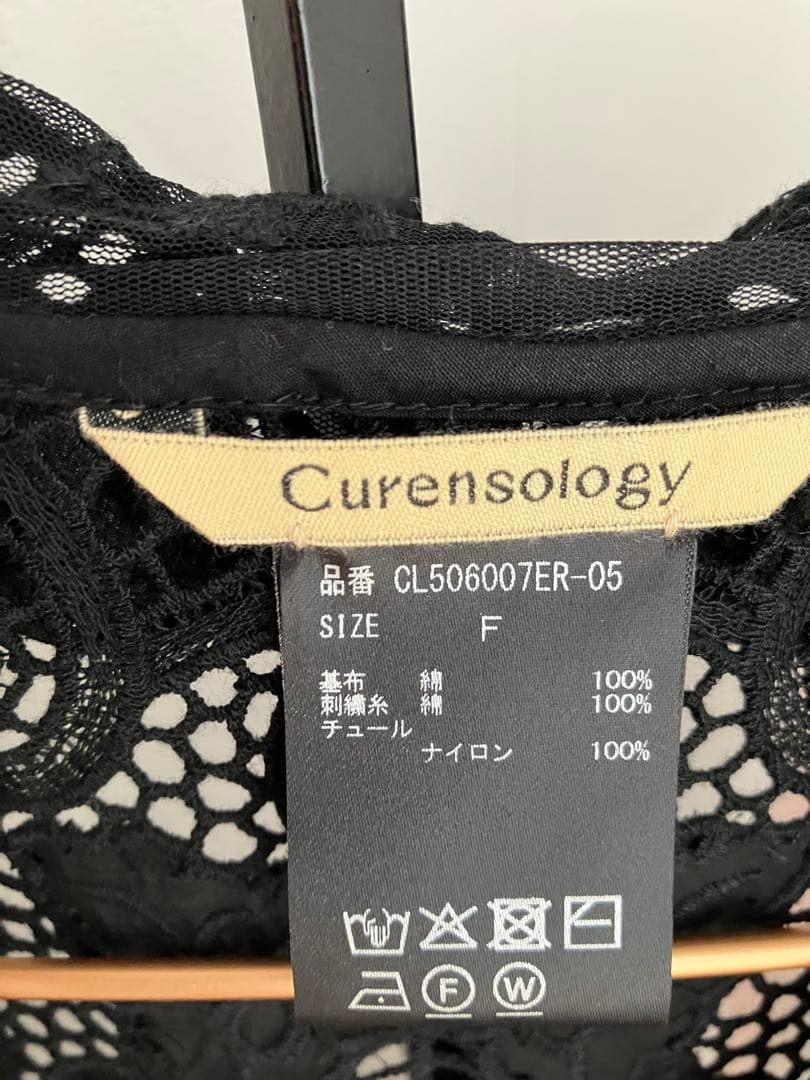 Curensology
品番 CL506007ER-05
SIZE F
基布 綿 100%
刺繍糸 綿 100%
チュール
ナイロン 100%
F W